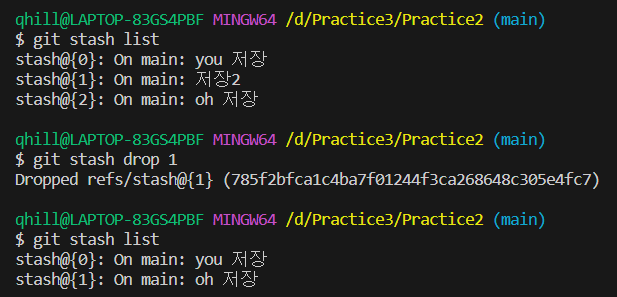 qhill@LAPTOP-83GS4PBF MINGW64 /d/Practice3/Practice2 (main)
$ git stash list
stash@{0}: On main: you 저장
stash@{1}: On main: 저장2
stash@{2}: On main: oh 저장
qhill@LAPTOP-83GS4PBF MINGW64 /d/Practice3/Practice2 (main)
$ git stash drop 1
Dropped refs/stash@{1} (785f2bfca1c4ba7f01244f3ca268648c305e4fc7)
qhill@LAPTOP-83GS4PBF MINGW64 /d/Practice3/Practice2 (main)
$ git stash list
stash@{0}: On main: you 저장
stash@{1}: On main: oh 저장